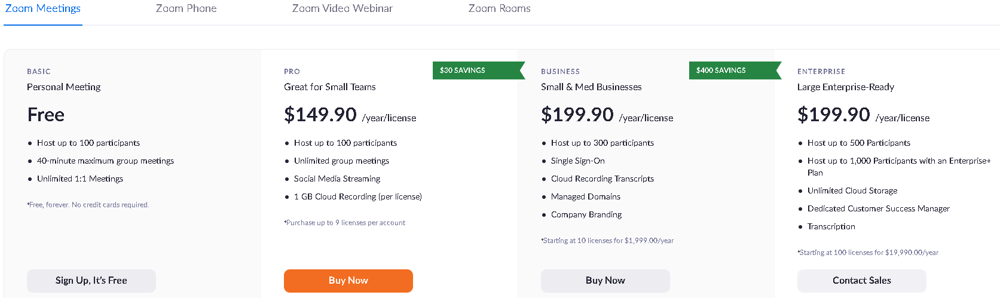 Zoom Meetings
Zoom Phone
Zoom Video Webinar
Zoom Rooms
BASIC
Personal Meeting
Free
• Host up to 100 participants
• 40-minute maximum group meetings
• Unlimited 1:1 Meetings
*Free, forever. No credit cards required.
Sign Up, It's Free
$30 SAVINGS
PRO
Great for Small Teams
$149.90 /year/license
• Host up to 100 participants
• Unlimited group meetings
• Social Media Streaming
• 1 GB Cloud Recording (per license)
*Purchase up to 9 licenses per account
Buy Now
$400 SAVINGS
BUSINESS
Small & Med Businesses
$199.90 /year/license
• Host up to 300 participants
• Single Sign-On
• Cloud Recording Transcripts
• Managed Domains
• Company Branding
*Starting at 10 licenses for $1,999.00/year
Buy Now
ENTERPRISE
Large Enterprise-Ready
$199.90 /year/license
• Host up to 500 Participants
• Host up to 1,000 Participants with an Enterprise+
Plan
• Unlimited Cloud Storage
• Dedicated Customer Success Manager
• Transcription
*Starting at 100 licenses for $19,990.00/year
Contact Sales